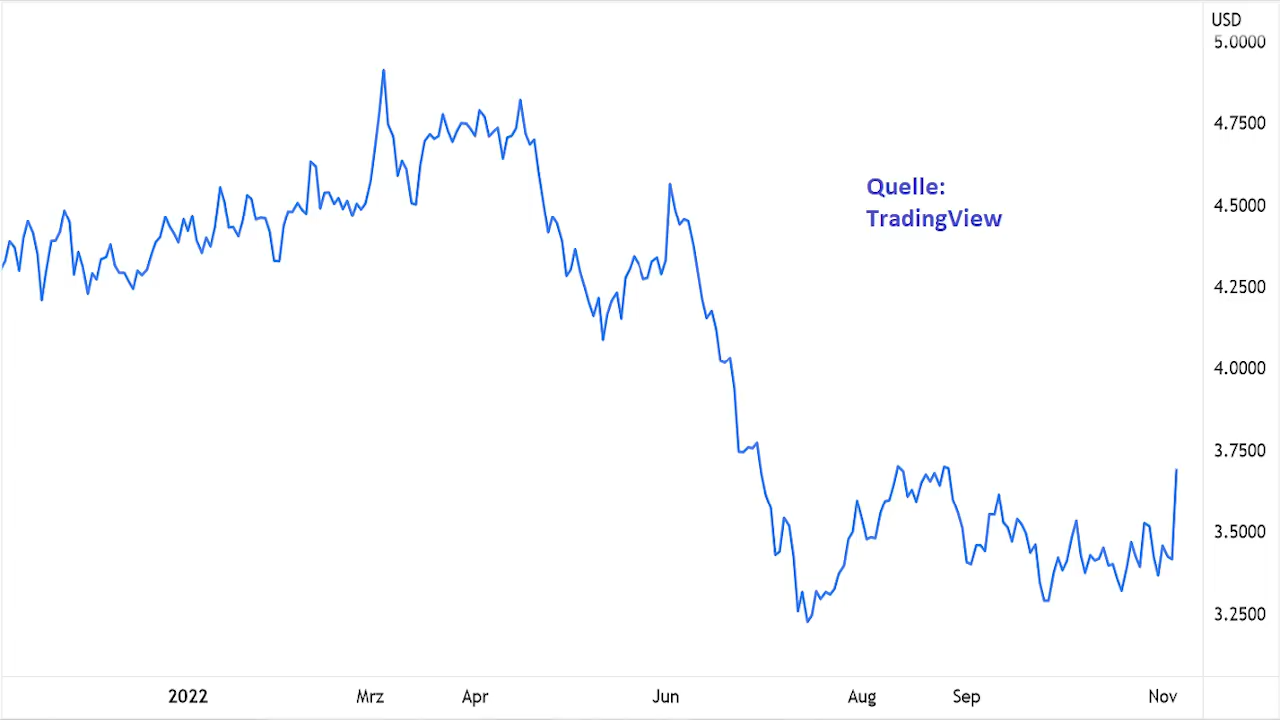 USD
5.0000
4.7500
Quelle:
TradingView
4.5000
4.2500
4.0000
3.7500
3.5000
3.2500
2022 Mrz Apr Jun Aug Sep Nov